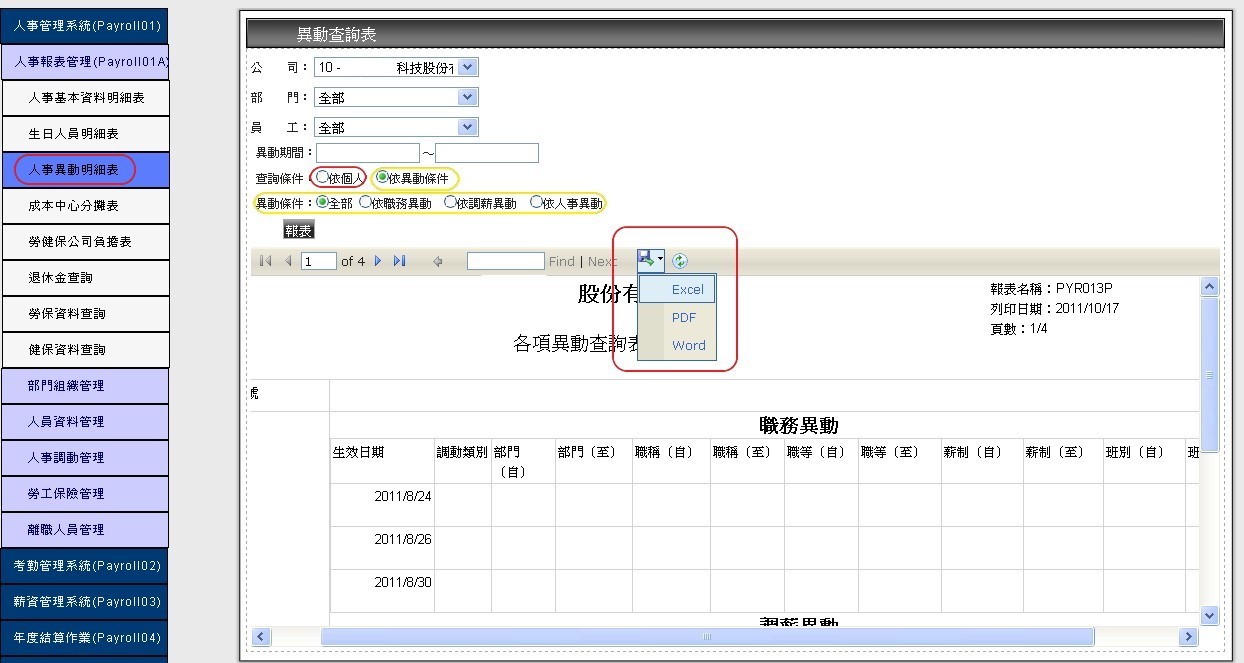 人事管理系統(Payroll01)
人事報表管理(Payroll01A)
人事基本資料明細表
生日人員明細表
人事異動明細表
成本中心分攤表
勞健保公司負擔表
退休金查詢
勞保資料查詢
健保資料查詢
部門組織管理
人員資料管理
人事調動管理
勞工保險管理
離職人員管理
考勤管理系統(Payroll02)
薪資管理系統(Payroll03)
年度結算作業(Payroll04)
異動查詢表
公 司： 10 - 科技股份有
部 門： 全部
員 工： 全部
異動期間： ～
查詢條件： 依個人 依異動條件
異動條件： 全部 依職務異動 依調薪異動 依人事異動
報表
1 of 4 Find | Next
Excel
PDF
Word
股份有
各項異動查詢表
報表名稱：PYR013P
列印日期：2011/10/17
頁數：1/4
號
職務異動
生效日期 調動類別 部門（自） 部門（至） 職稱（自） 職稱（至） 職等（自） 職等（至） 薪制（自） 薪制（至） 班別（自） 班
2011/8/24
2011/8/26
2011/8/30
調薪異動